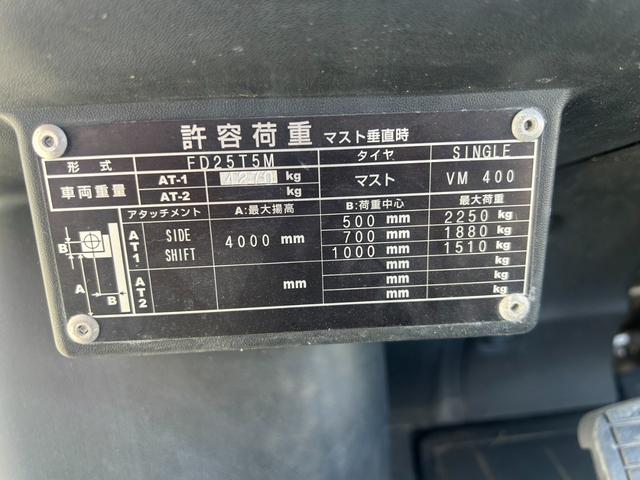 許容荷重 マスト垂直時
形式 FD25T5M タイヤ SINGLE
車両重量 AT-1 4270 kg マスト VM 400
AT-2 kg
アタッチメント A:最大揚高 B:荷重中心 最大荷重
AT1 SIDE SHIFT 4000 mm 500 mm 2250 kg
700 mm 1880 kg
1000 mm 1510 kg
AT2 mm mm kg
mm kg
mm kg
B
A
B